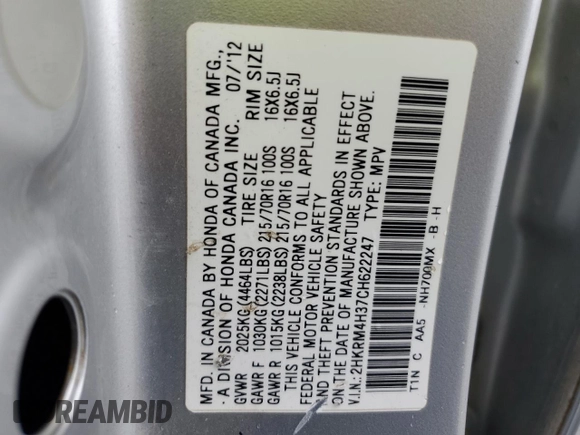 MFD. IN CANADA BY HONDA OF CANADA MFG.,
A DIVISION OF HONDA CANADA INC. 07/'12
GVWR 2025KG (4464LBS) TIRE SIZE RIM SIZE
GAWR F 1030KG (2271LBS) 215/70R16 100S 16X6.5J
GAWR R 1015KG (2238LBS) 215/70R16 100S 16X6.5J
THIS VEHICLE CONFORMS TO ALL APPLICABLE
FEDERAL MOTOR VEHICLE SAFETY
AND THEFT PREVENTION STANDARDS IN EFFECT
ON THE DATE OF MANUFACTURE SHOWN ABOVE.
V.I.N: 2HKRM4H37CH622247 TYPE: MPV
T1N C AA5 -NH700MX -B -H
SCOREAMBID